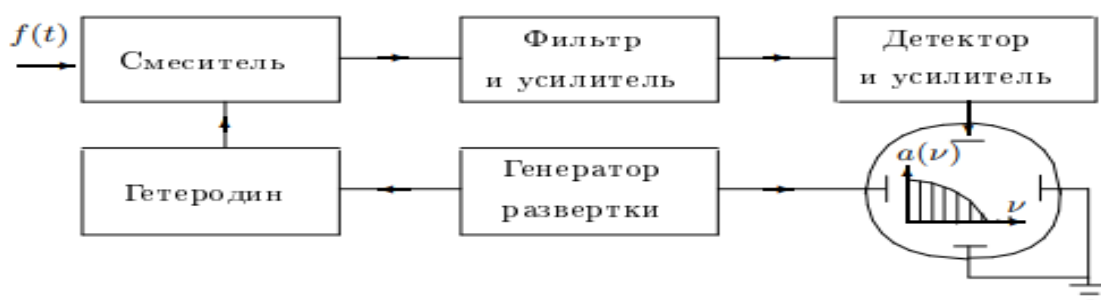 f(t)
Смеситель
Фильтр
и усилитель
Детектор
и усилитель
Гетеродин
Генератор
развертки
a(ν)
ν